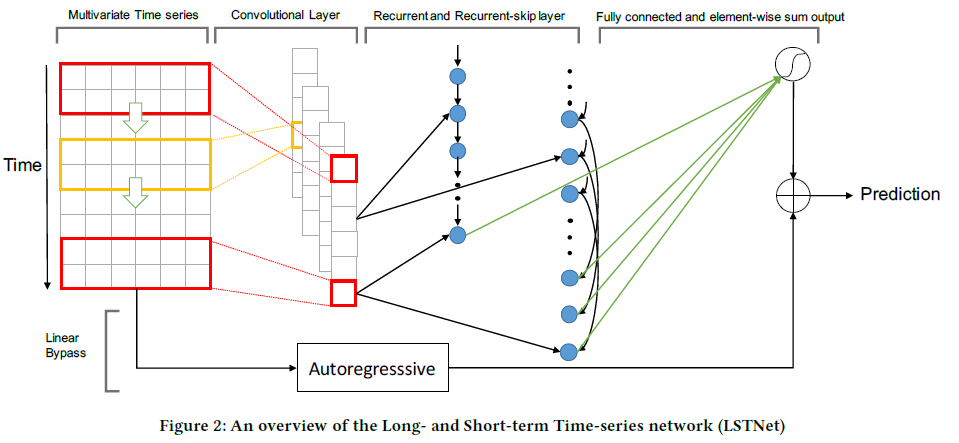 Multivariate Time series
Convolutional Layer
Recurrent and Recurrent-skip layer
Fully connected and element-wise sum output
Time
Prediction
Linear
Bypass
Autoregresssive
Figure 2: An overview of the Long- and Short-term Time-series network (LSTNet)